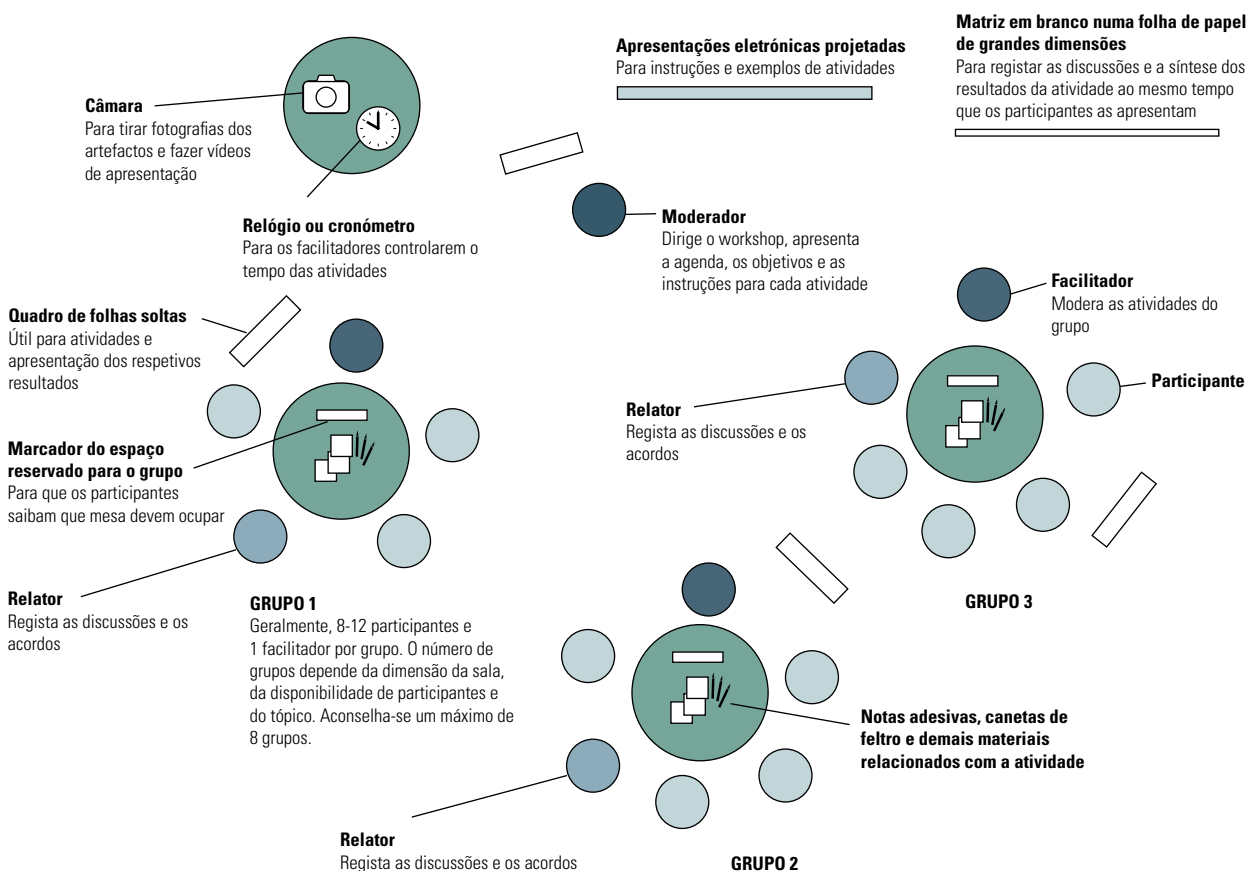 Câmara
Para tirar fotografias dos
artefactos e fazer vídeos
de apresentação
Relógio ou cronómetro
Para os facilitadores controlarem o
tempo das atividades
Apresentações eletrónicas projetadas
Para instruções e exemplos de atividades
Matriz em branco numa folha de papel
de grandes dimensões
Para registar as discussões e a síntese dos
resultados da atividade ao mesmo tempo
que os participantes as apresentam
Moderador
Dirige o workshop, apresenta
a agenda, os objetivos e as
instruções para cada atividade
Facilitador
Modera as atividades do
grupo
Participante
Relator
Regista as discussões e os
acordos
GRUPO 3
Quadro de folhas soltas
Útil para atividades e
apresentação dos respetivos
resultados
Marcador do espaço
reservado para o grupo
Para que os participantes
saibam que mesa devem ocupar
Relator
Regista as discussões e os
acordos
GRUPO 1
Geralmente, 8-12 participantes e
1 facilitador por grupo. O número de
grupos depende da dimensão da sala,
da disponibilidade de participantes e
do tópico. Aconselha-se um máximo de
8 grupos.
Notas adesivas, canetas de
feltro e demais materiais
relacionados com a atividade
Relator
Regista as discussões e os acordos
GRUPO 2